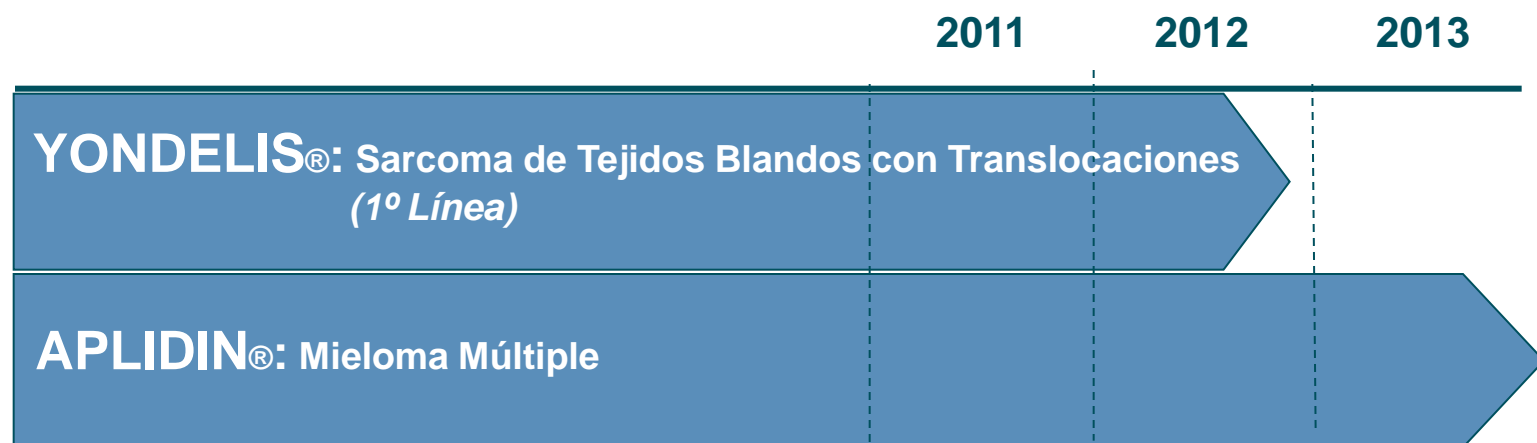 2011 2012 2013
YONDELIS®: Sarcoma de Tejidos Blandos con Translocaciones
(1º Línea)
APLIDIN®: Mieloma Múltiple